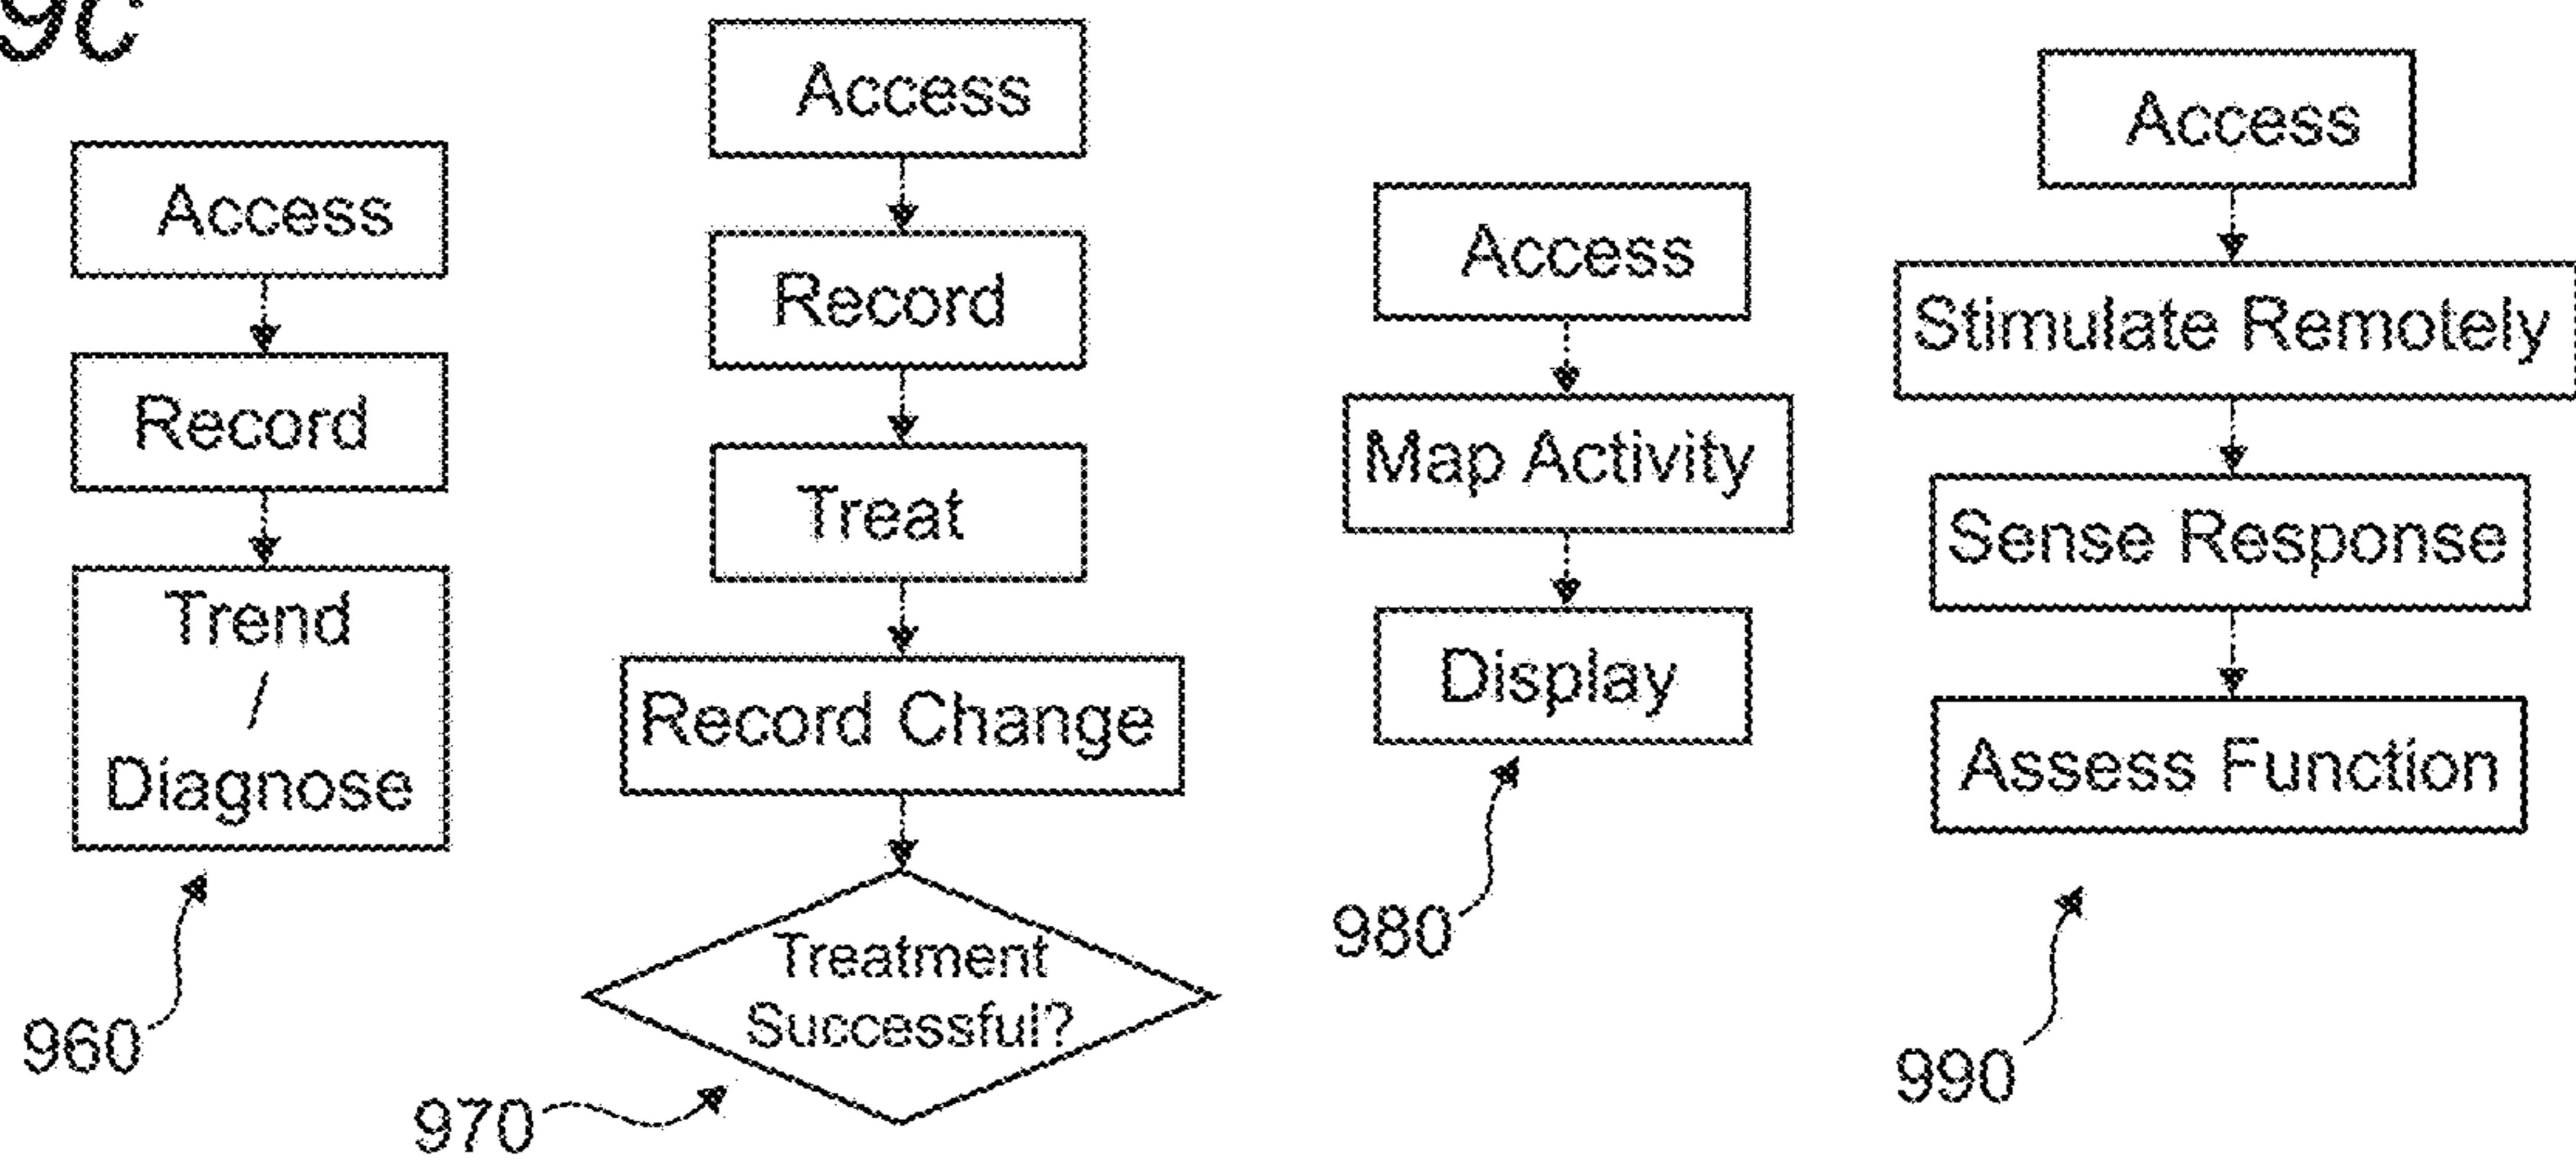 9c
Access
Record
Trend
/
Diagnose
960
Access
Record
Treat
Record Change
Treatment
Successful?
970
Access
Map Activity
Display
980
Access
Stimulate Remotely
Sense Response
Assess Function
990